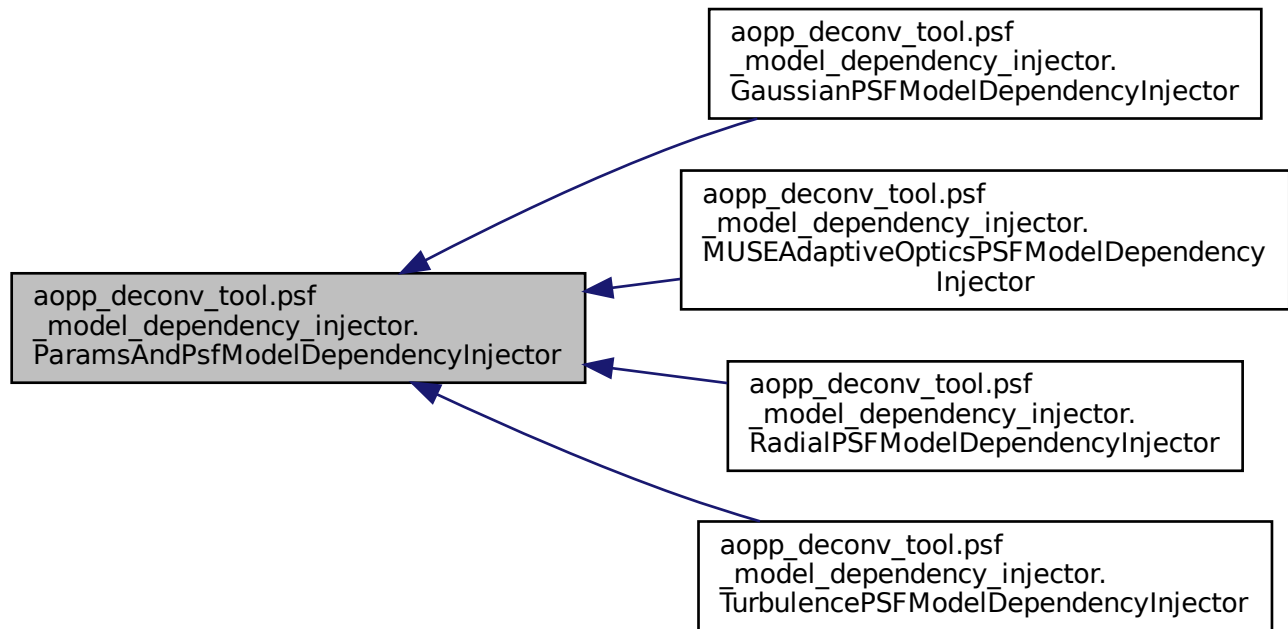 aopp_deconv_tool.psf
_model_dependency_injector.
GaussianPSFModelDependencyInjector
aopp_deconv_tool.psf
_model_dependency_injector.
MUSEAdaptiveOpticsPSFModelDependency
Injector
aopp_deconv_tool.psf
_model_dependency_injector.
ParamsAndPsfModelDependencyInjector
aopp_deconv_tool.psf
_model_dependency_injector.
RadialPSFModelDependencyInjector
aopp_deconv_tool.psf
_model_dependency_injector.
TurbulencePSFModelDependencyInjector